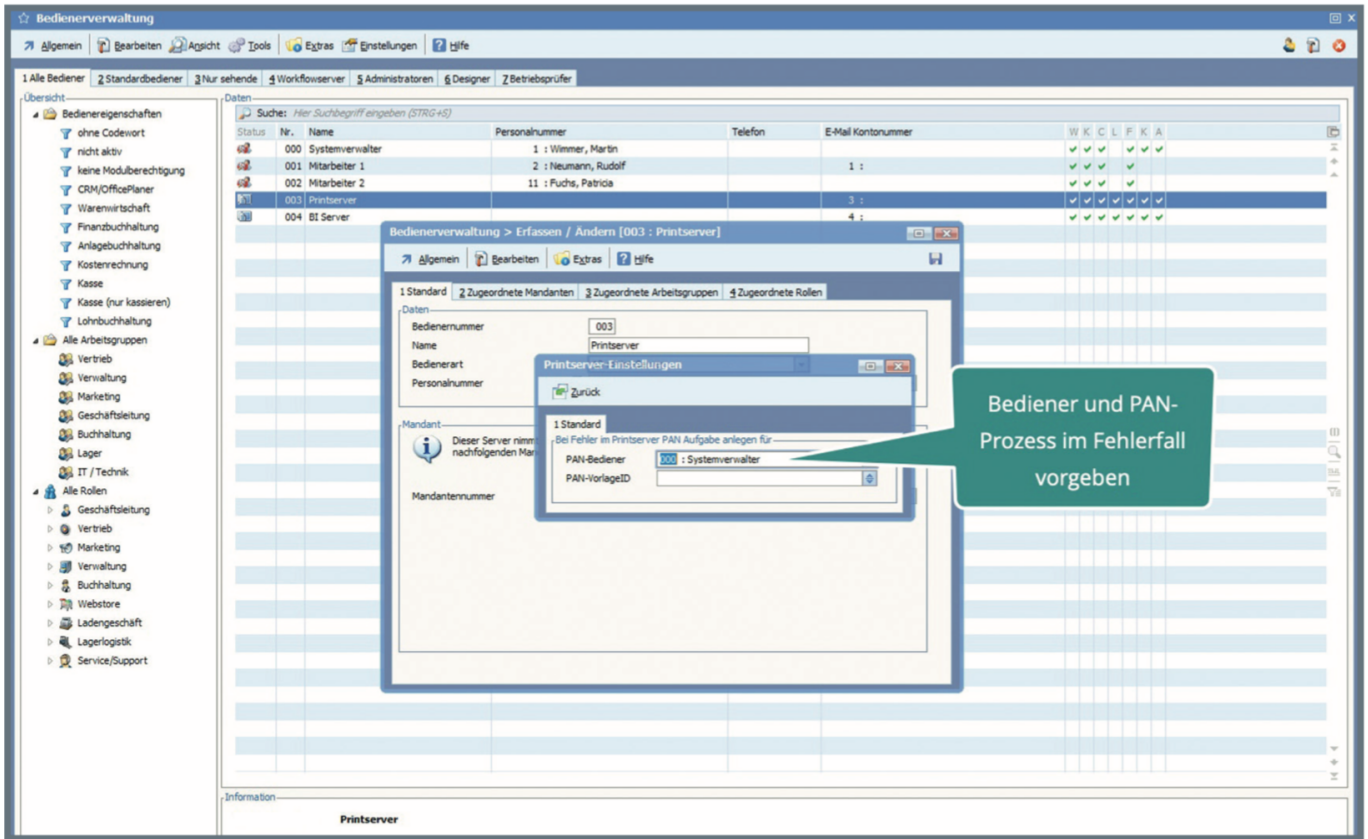 Bedienerverwaltung
Allgemein Bearbeiten Ansicht Tools Extras Einstellungen Hilfe
1 Alle Bediener 2 Standardbediener 3 Nur sehende 4 Workflowserver 5 Administratoren 6 Designer 7 Betriebsprüfer
Übersicht
Bedienereigenschaften
ohne Codewort
nicht aktiv
keine Modulberechtigung
CRM/OfficePlaner
Warenwirtschaft
Finanzbuchhaltung
Anlagebuchhaltung
Kostenrechnung
Kasse
Kasse (nur kassieren)
Lohnbuchhaltung
Alle Arbeitsgruppen
Vertrieb
Verwaltung
Marketing
Geschäftsleitung
Buchhaltung
Lager
IT / Technik
Alle Rollen
Geschäftsleitung
Vertrieb
Marketing
Verwaltung
Buchhaltung
Webstore
Ladengeschäft
Lagerlogistik
Service/Support
Daten
Suche: Hier Suchbegriff eingeben (STRG+S)
Status Nr. Name Personalnummer Telefon E-Mail Kontonummer W K C L F K A
000 Systemverwalter 1 : Wimmer, Martin
001 Mitarbeiter 1 2 : Neumann, Rudolf 1 :
002 Mitarbeiter 2 11 : Fuchs, Patricia
003 Printserver 3 :
004 BI Server 4 :
Bedienerverwaltung > Erfassen / Ändern [003 : Printserver]
Allgemein Bearbeiten Extras Hilfe
1 Standard 2 Zugeordnete Mandanten 3 Zugeordnete Arbeitsgruppen 4 Zugeordnete Rollen
Daten
Bedienernummer 003
Name Printserver
Bedienerart
Personalnummer
Mandant
Dieser Server nimmt
nachfolgenden
Mandantennummer
Printserver-Einstellungen
Zurück
1 Standard
Bei Fehler im Printserver PAN Aufgabe anlegen für
PAN-Bediener 000 : Systemverwalter
PAN-VorlageID
Bediener und PAN-
Prozess im Fehlerfall
vorgeben
Information
Printserver